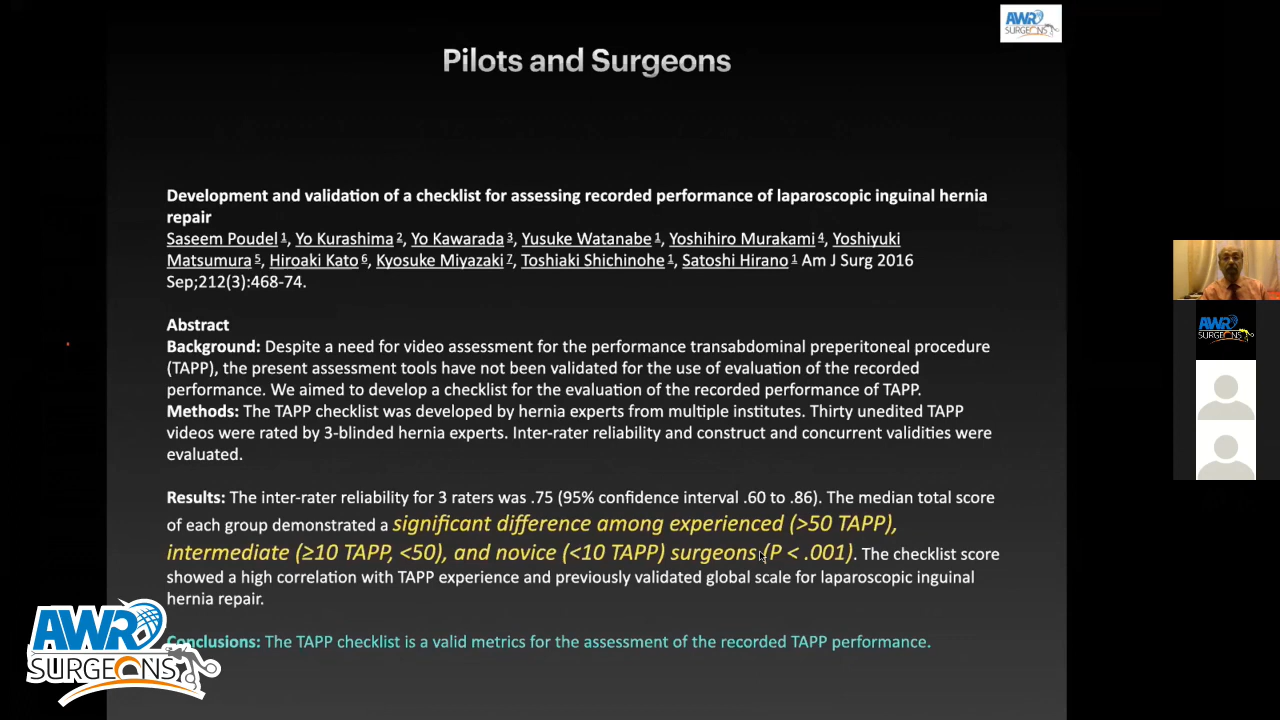 AWR
SURGEONS
Pilots and Surgeons
Development and validation of a checklist for assessing recorded performance of laparoscopic inguinal hernia
repair
Saseem Poudel 1, Yo Kurashima 2, Yo Kawarada 3, Yusuke Watanabe 1, Yoshihiro Murakami 4, Yoshiyuki
Matsumura 5, Hiroaki Kato 6, Kyosuke Miyazaki 7, Toshiaki Shichinohe 1, Satoshi Hirano 1 Am J Surg 2016
Sep;212(3):468-74.
Abstract
Background: Despite a need for video assessment for the performance transabdominal preperitoneal procedure
(TAPP), the present assessment tools have not been validated for the use of evaluation of the recorded
performance. We aimed to develop a checklist for the evaluation of the recorded performance of TAPP.
Methods: The TAPP checklist was developed by hernia experts from multiple institutes. Thirty unedited TAPP
videos were rated by 3-blinded hernia experts. Inter-rater reliability and construct and concurrent validities were
evaluated.
Results: The inter-rater reliability for 3 raters was .75 (95% confidence interval .60 to .86). The median total score
of each group demonstrated a significant difference among experienced (>50 TAPP),
intermediate (≥10 TAPP, <50), and novice (<10 TAPP) surgeons (P < .001). The checklist score
showed a high correlation with TAPP experience and previously validated global scale for laparoscopic inguinal
hernia repair.
Conclusions: The TAPP checklist is a valid metrics for the assessment of the recorded TAPP performance.
AWR
SURGEONS
AWR
SURGEONS